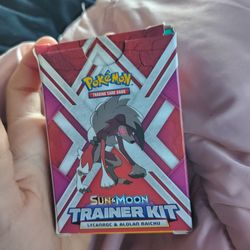 POKéMON
TRADING CARD GAME
SUN & MOON
TRAINER KIT
LYCANROC & ALOLAN RAICHU